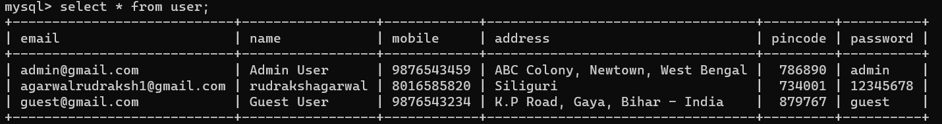 mysql> select * from user;
| email | name | mobile | address | pincode | password |
| admin@gmail.com | Admin User | 9876543459 | ABC Colony, Newtown, West Bengal | 786890 | admin |
| agarwalrudraksh1@gmail.com | rudrakshagarwal | 8016585820 | Siliguri | 734001 | 12345678 |
| guest@gmail.com | Guest User | 9876543234 | K.P Road, Gaya, Bihar - India | 879767 | guest |